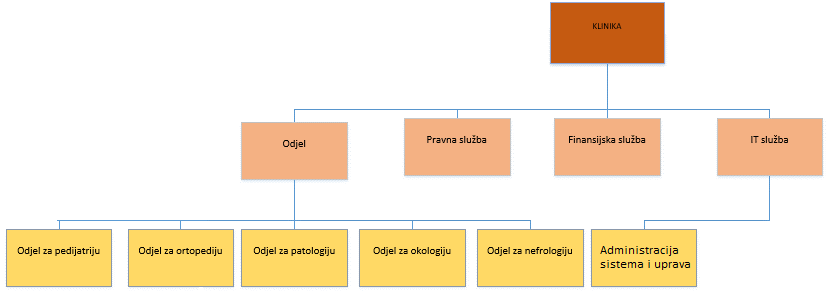 KLINIKA
Odjel
Pravna služba
Finansijska služba
IT služba
Odjel za pedijatriju
Odjel za ortopediju
Odjel za patologiju
Odjel za okologiju
Odjel za nefrologiju
Administracija
sistema i uprava